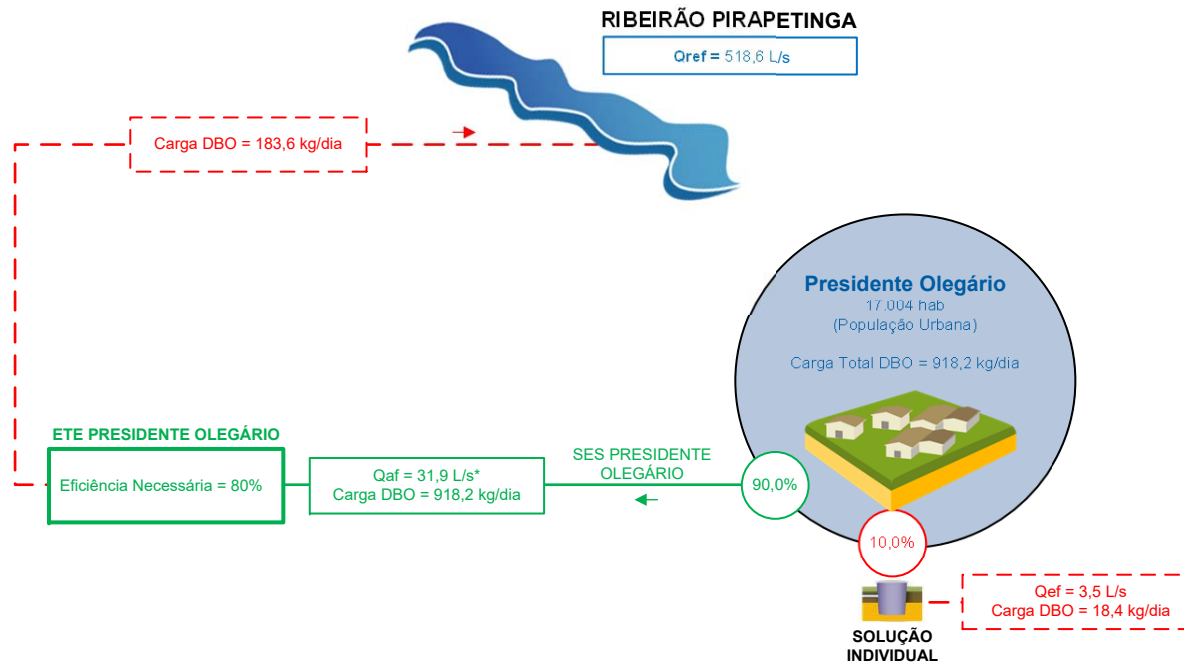 RIBEIRÃO PIRAPETINGA
Qref = 518,6 L/s
Carga DBO = 183,6 kg/dia
Presidente Olegário
17.004 hab
(População Urbana)
Carga Total DBO = 918,2 kg/dia
ETE PRESIDENTE OLEGÁRIO
Eficiência Necessária = 80%
Qaf = 31,9 L/s*
Carga DBO = 918,2 kg/dia
SES PRESIDENTE
OLEGÁRIO
90,0%
10,0%
Qef = 3,5 L/s
Carga DBO = 18,4 kg/dia
SOLUÇÃO
INDIVIDUAL